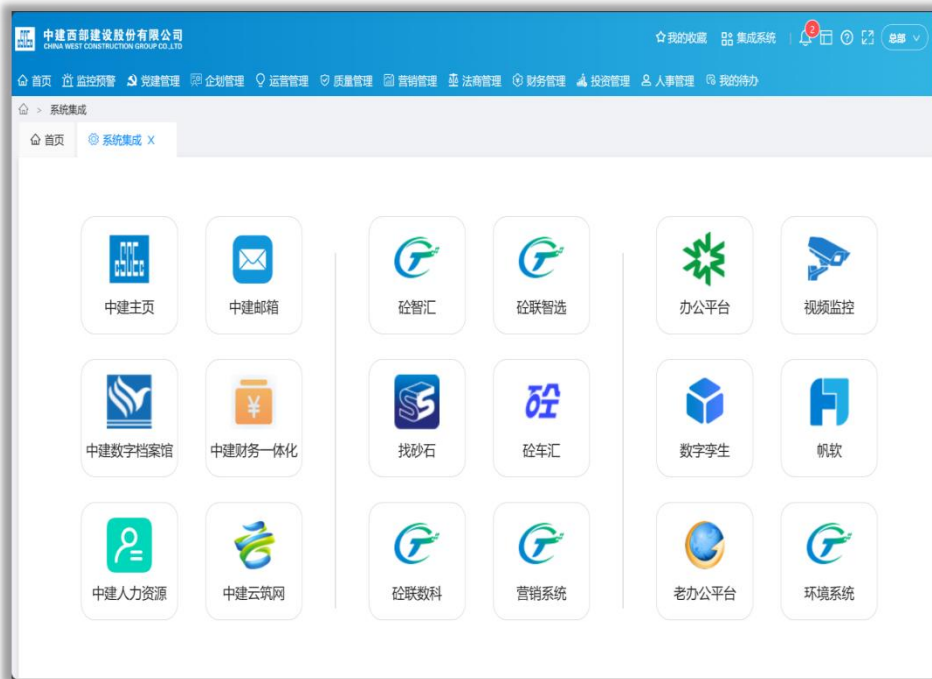 中建西部建设股份有限公司
CHINA WEST CONSTRUCTION GROUP CO.,LTD
我的收藏 集成系统 2 总部
首页 监控预警 党建管理 企划管理 运营管理 质量管理 营销管理 法商管理 财务管理 投资管理 人事管理 我的待办
> 系统集成
首页 系统集成 X
中建主页 中建邮箱 砼智汇 砼联智选 办公平台 视频监控
中建数字档案馆 中建财务一体化 找砂石 砼车汇 数字孪生 帆软
中建人力资源 中建云筑网 砼联数科 营销系统 老办公平台 环境系统